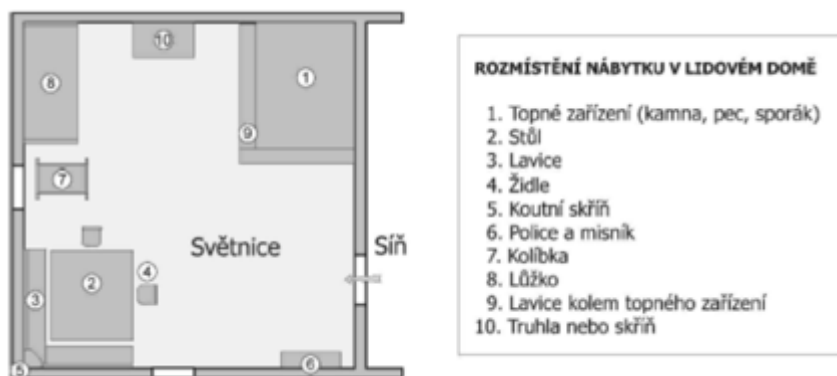 10
8
1
9
7
Světnice
Síň
4
2
3
5
6
ROZMÍSTĚNÍ NÁBYTKU V LIDOVÉM DOMĚ
1. Topné zařízení (kamna, pec, sporák)
2. Stůl
3. Lavice
4. Židle
5. Koutní skříň
6. Police a misník
7. Kolíbka
8. Lůžko
9. Lavice kolem topného zařízení
10. Truhla nebo skříň